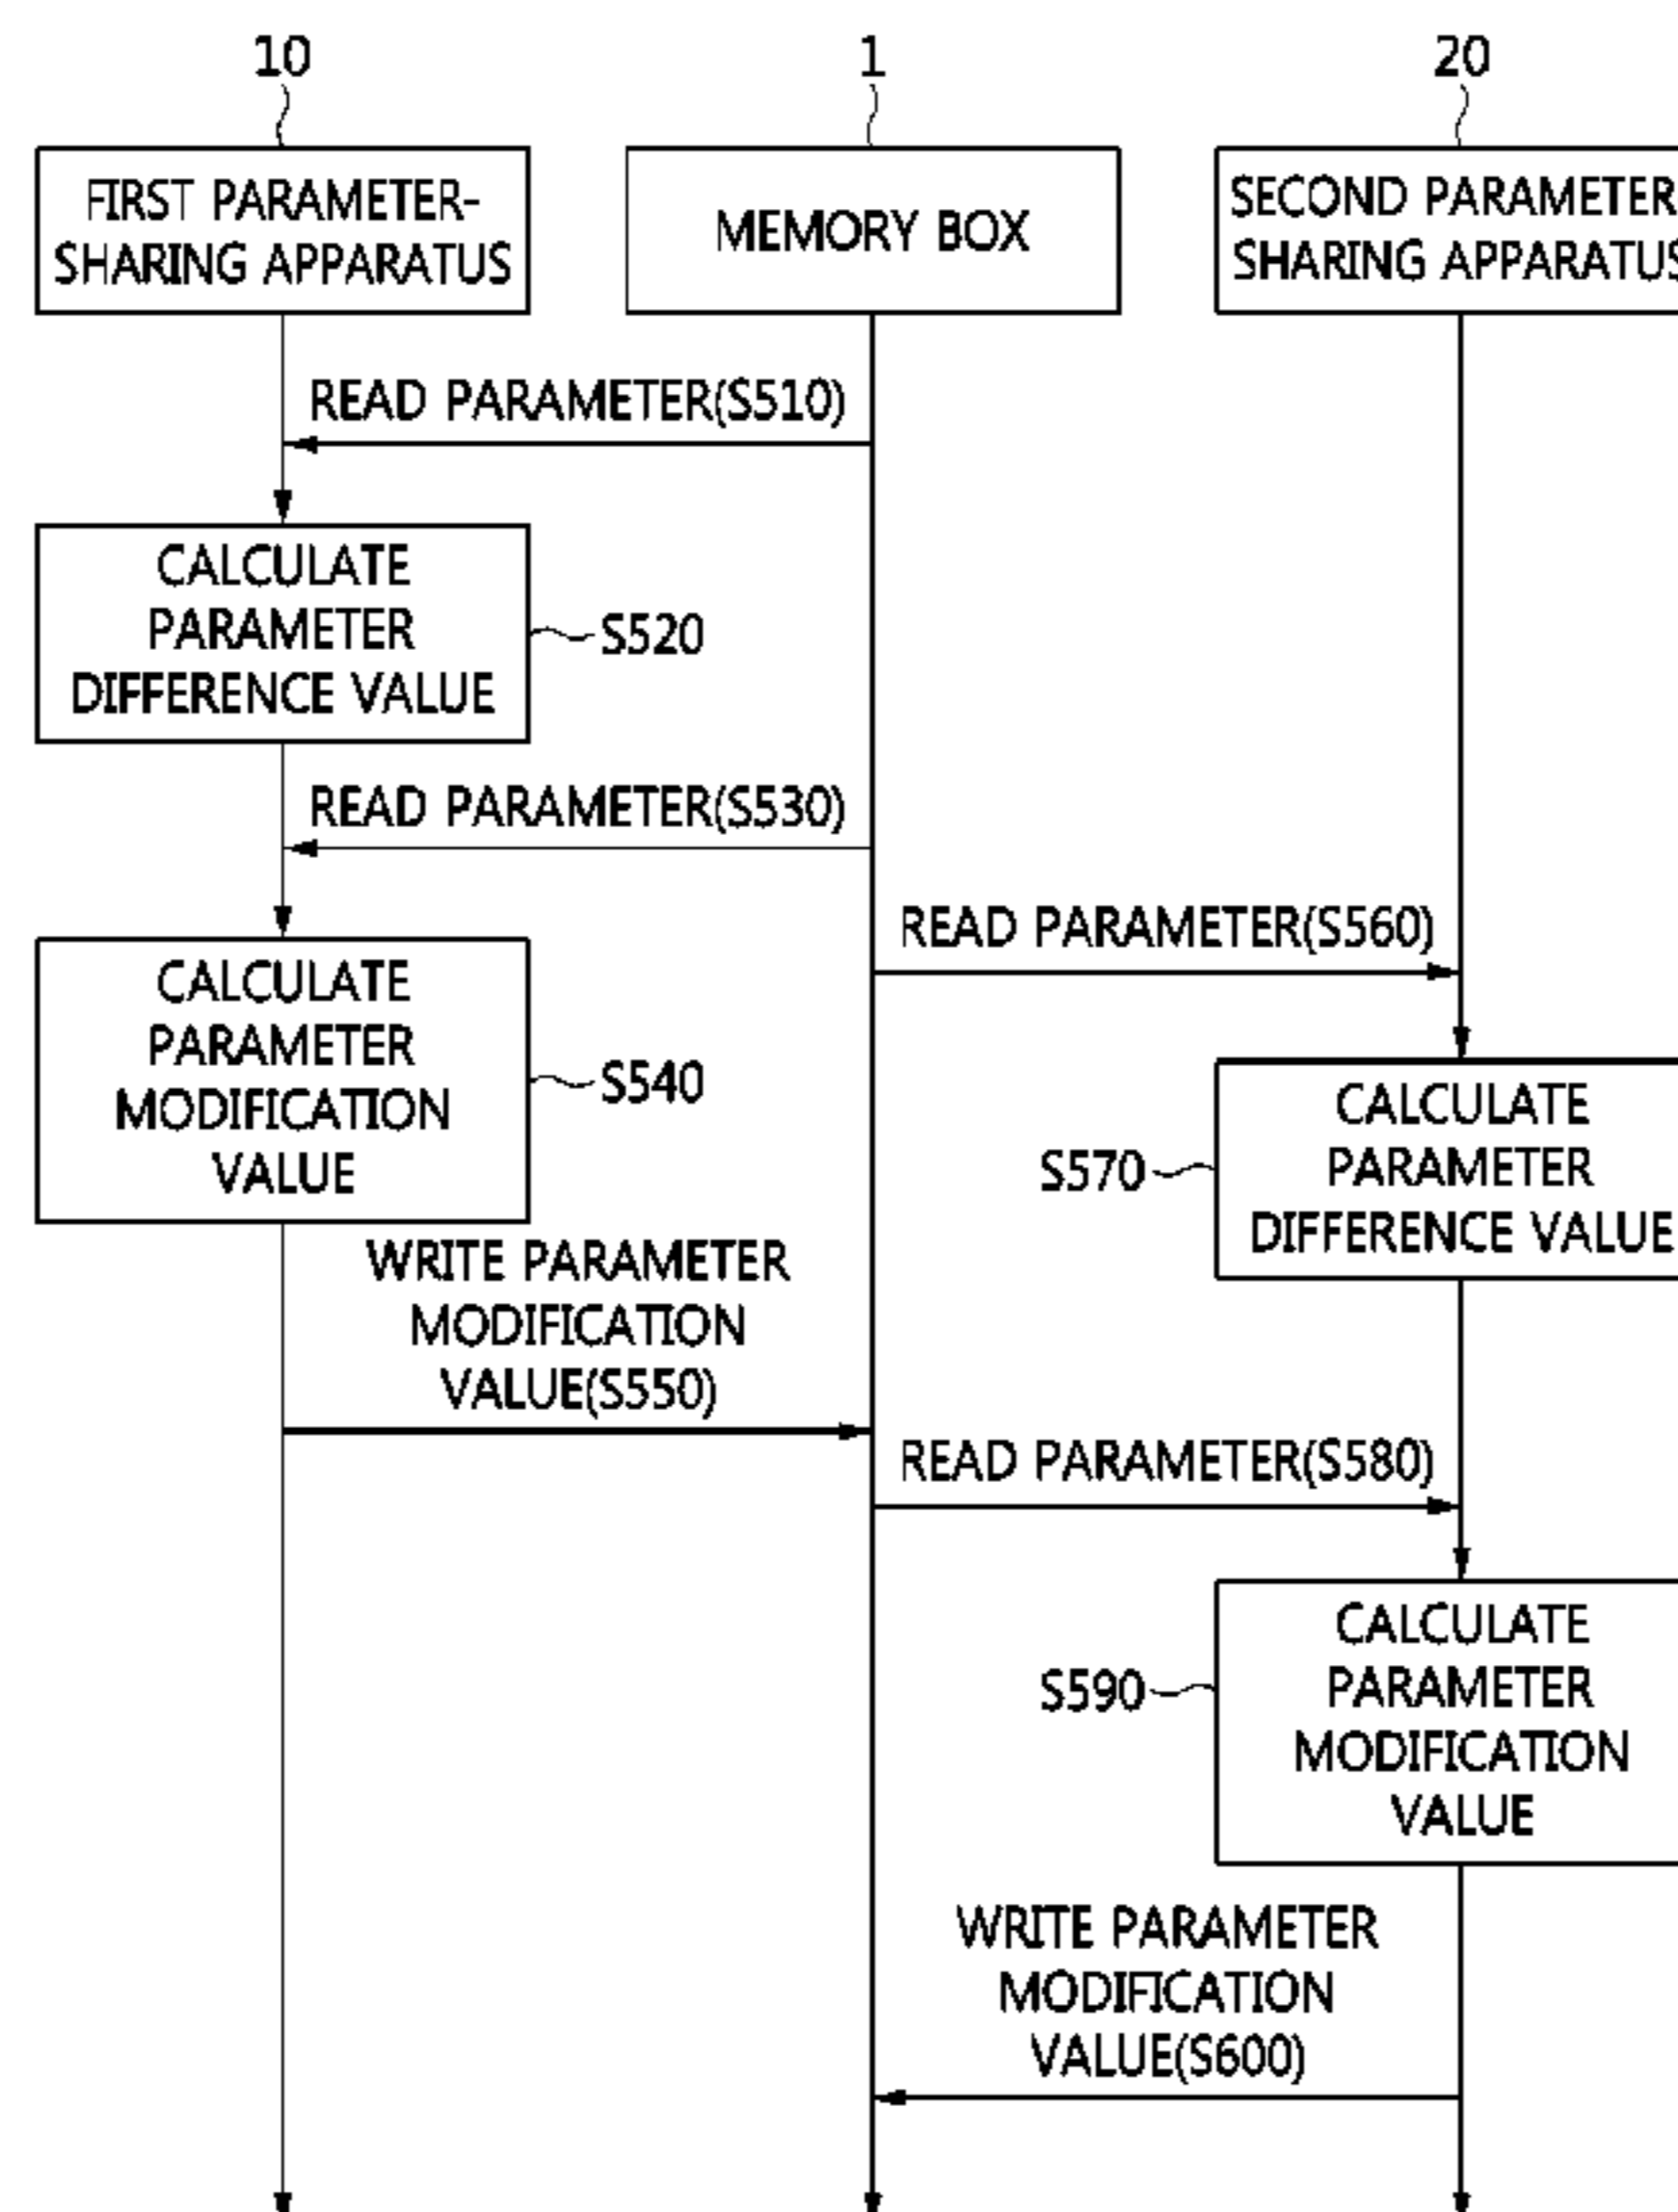 10
1
20
FIRST PARAMETER-
SHARING APPARATUS
MEMORY BOX
SECOND PARAMETER
SHARING APPARATUS
READ PARAMETER(S510)
CALCULATE
PARAMETER
DIFFERENCE VALUE
S520
READ PARAMETER(S530)
READ PARAMETER(S560)
CALCULATE
PARAMETER
MODIFICATION
VALUE
S540
CALCULATE
PARAMETER
DIFFERENCE VALUE
S570
WRITE PARAMETER
MODIFICATION
VALUE(S550)
READ PARAMETER(S580)
CALCULATE
PARAMETER
MODIFICATION
VALUE
S590
WRITE PARAMETER
MODIFICATION
VALUE(S600)